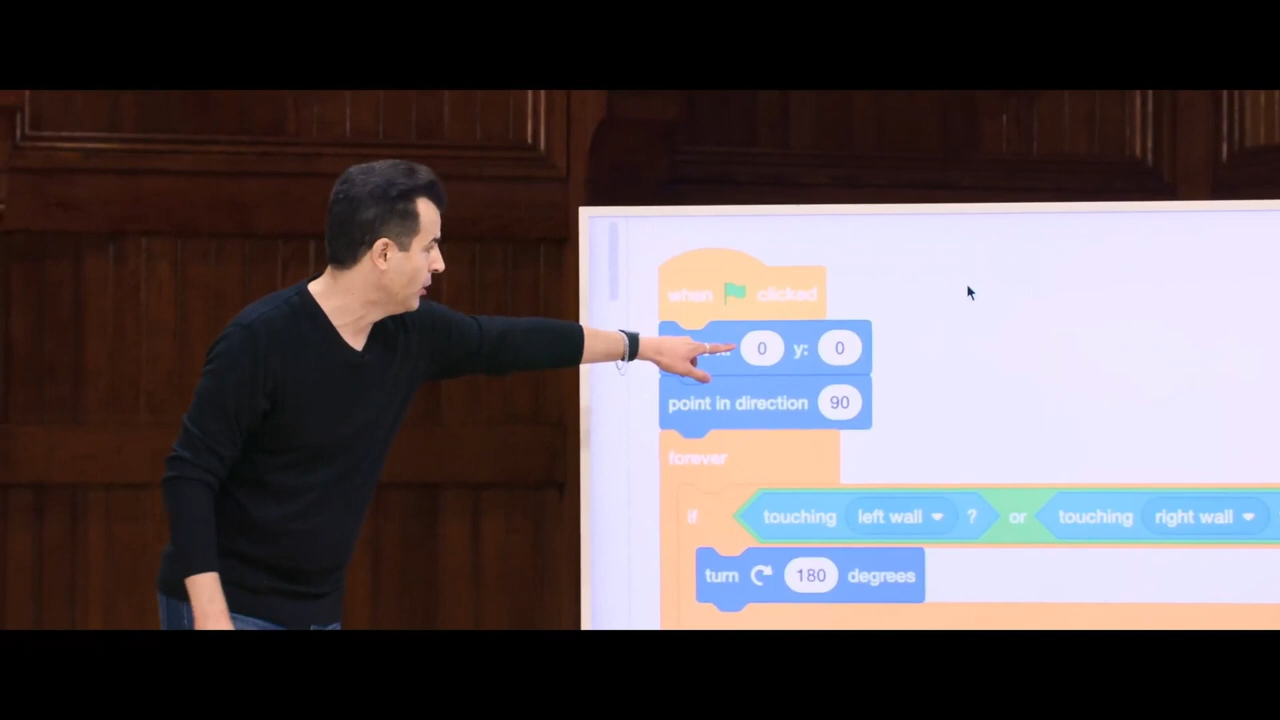 when clicked
0 y: 0
point in direction 90
forever
if touching left wall ? or touching right wall
turn 180 degrees